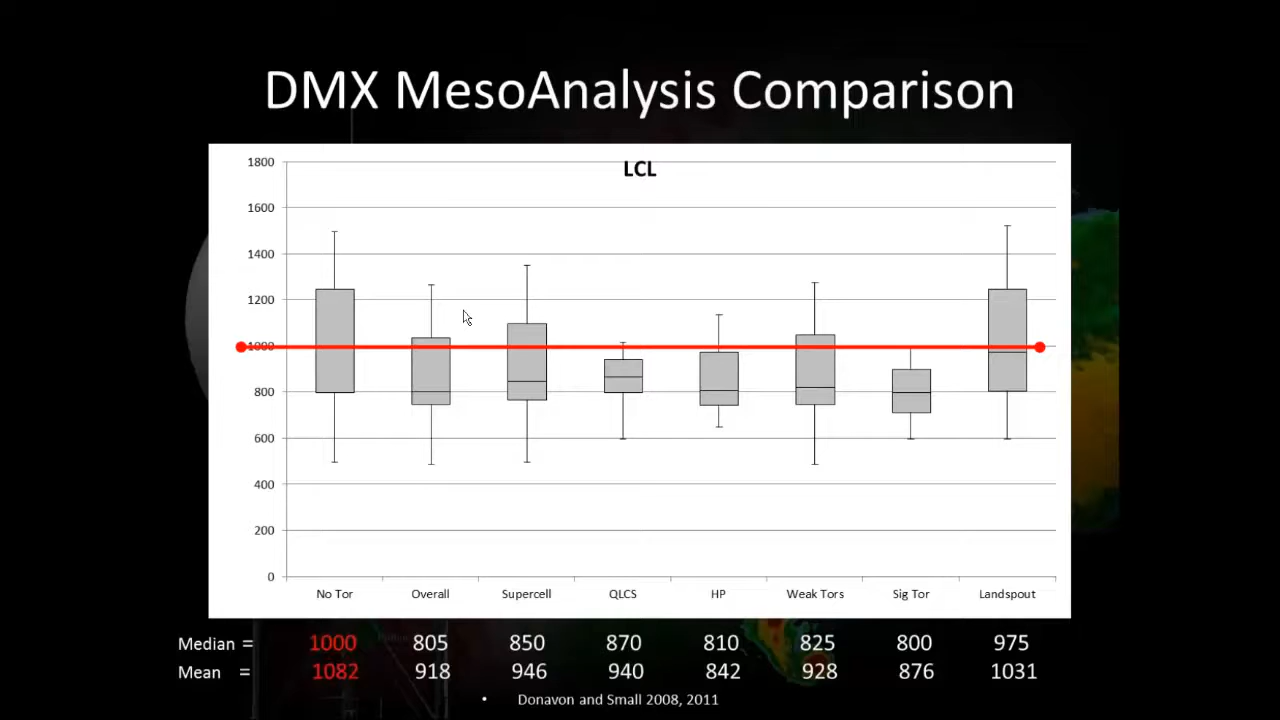 DMX MesoAnalysis Comparison
LCL
1800
1600
1400
1200
1000
800
600
400
200
0
No Tor Overall Supercell QLCS HP Weak Tors Sig Tor Landspout
Median = 1000 805 850 870 810 825 800 975
Mean = 1082 918 946 940 842 928 876 1031
• Donavon and Small 2008, 2011